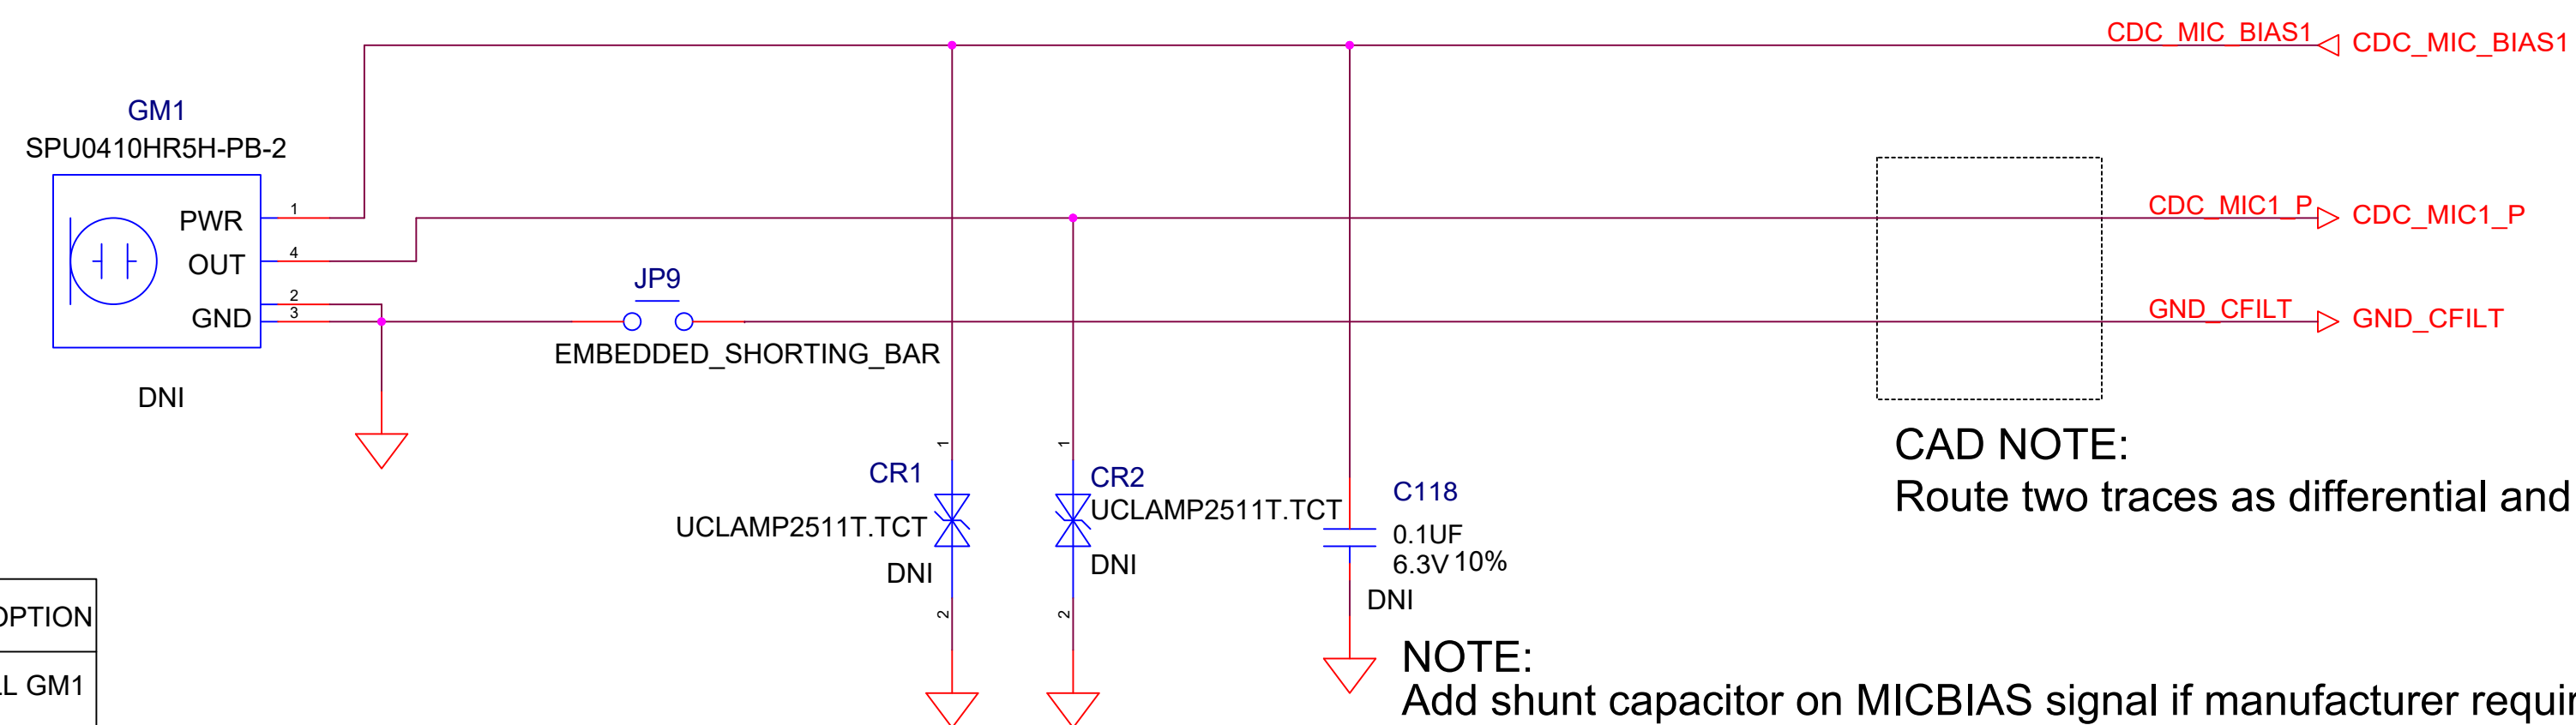 CDC_MIC_BIAS1 CDC_MIC_BIAS1
GM1
SPU0410HR5H-PB-2
PWR 1
OUT 4
2
GND 3
DNI
JP9
EMBEDDED_SHORTING_BAR
CDC_MIC1_P CDC_MIC1_P
GND_CFILT GND_CFILT
CAD NOTE:
Route two traces as differential and
1
CR1
UCLAMP2511T.TCT
DNI
2
1
CR2
UCLAMP2511T.TCT
DNI
2
C118
0.1UF
6.3V 10%
DNI
NOTE:
Add shunt capacitor on MICBIAS signal if manufacturer
GM1